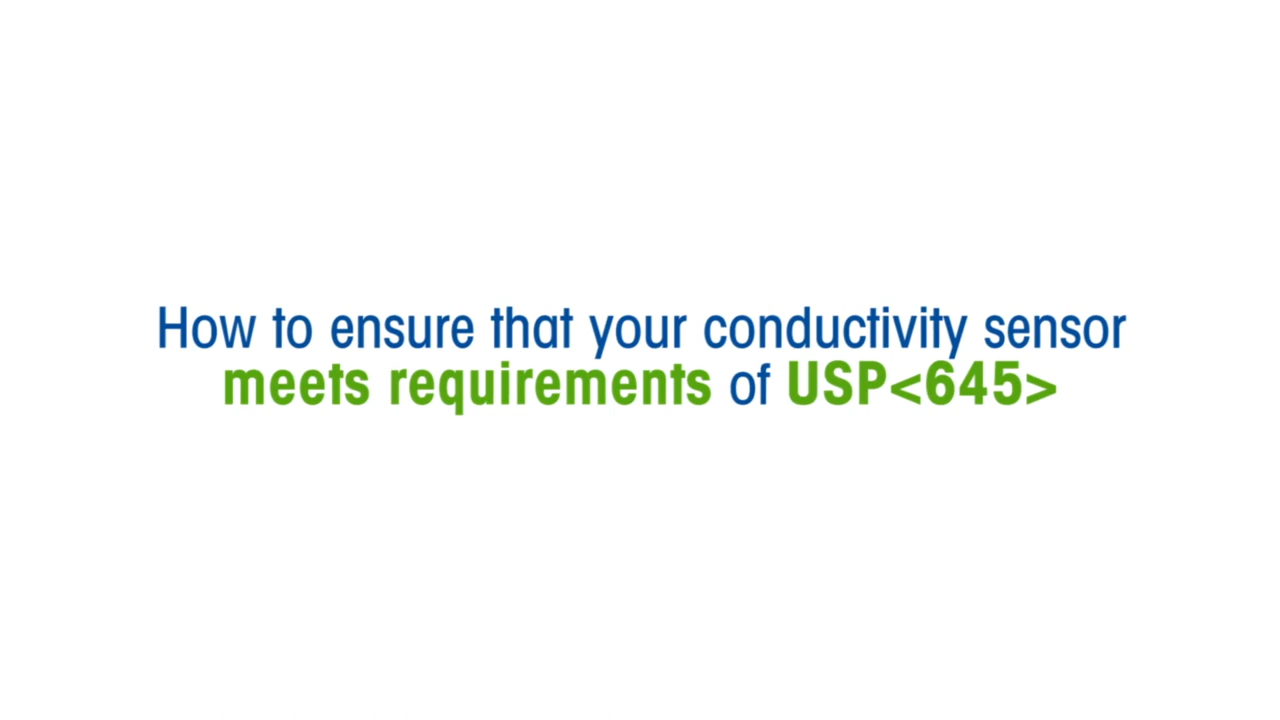 How to ensure that your conductivity sensor
meets requirements of USP<645>